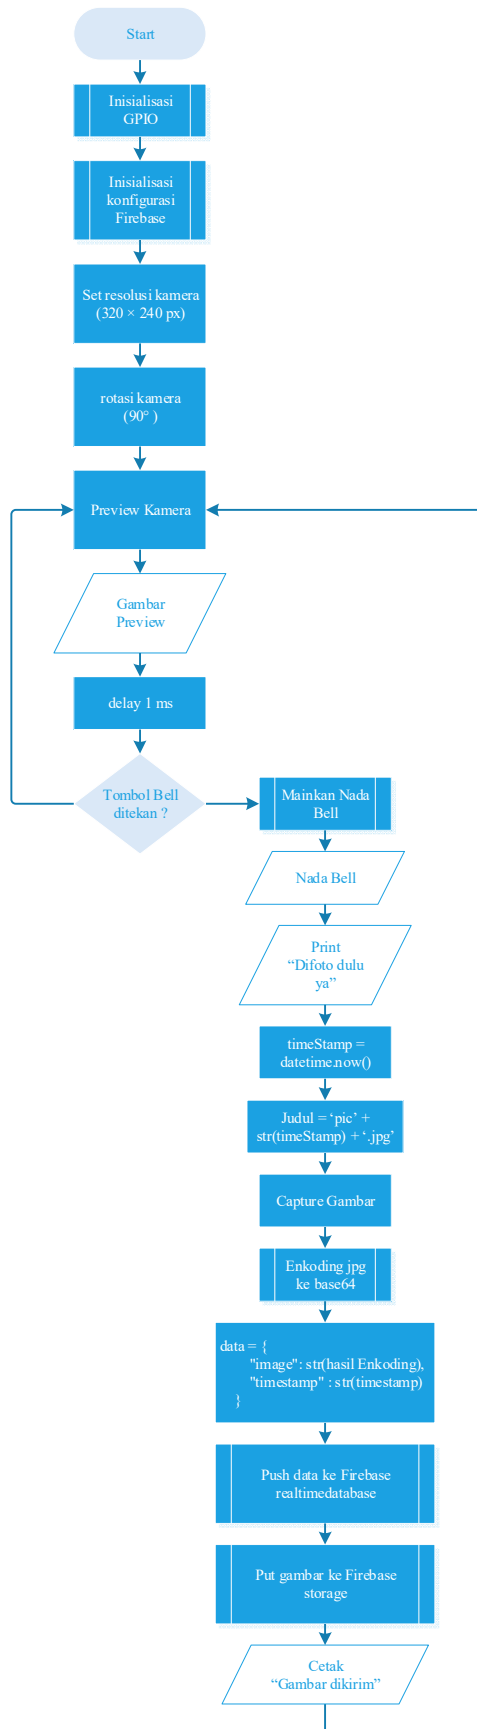 Start
Inisialisasi
GPIO
Inisialisasi
konfigurasi
Firebase
Set resolusi kamera
(320 × 240 px)
rotasi kamera
(90° )
Preview Kamera
Gambar
Preview
delay 1 ms
Tombol Bell
ditekan ?
Mainkan Nada
Bell
Nada Bell
Print
“Difoto dulu
ya”
timeStamp =
datetime.now()
Judul = ‘pic’ +
str(timeStamp) + ‘.jpg’
Capture Gambar
Enkoding jpg
ke base64
data = {
"image": str(hasil Enkoding),
"timestamp" : str(timestamp)
}
Push data ke Firebase
realtimedatabase
Put gambar ke Firebase
storage
Cetak
“Gambar dikirim”